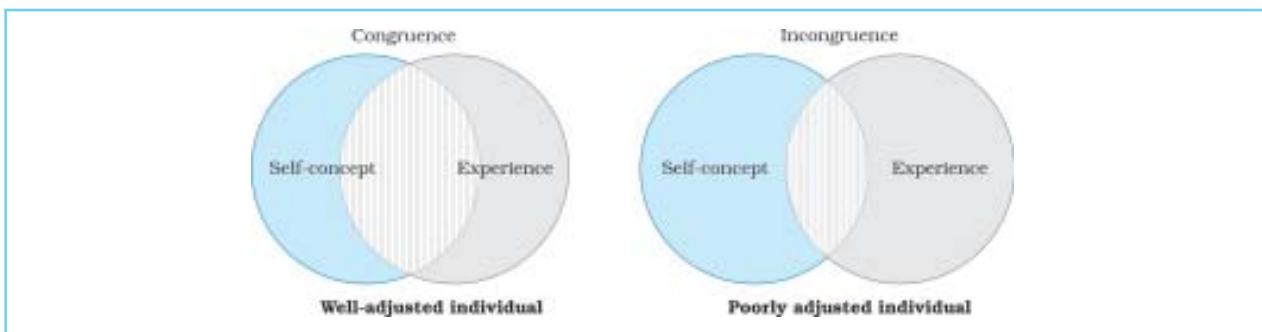 Congruence
Incongruence
Self-concept
Experience
Self-concept
Experience
Well-adjusted individual
Poorly adjusted individual